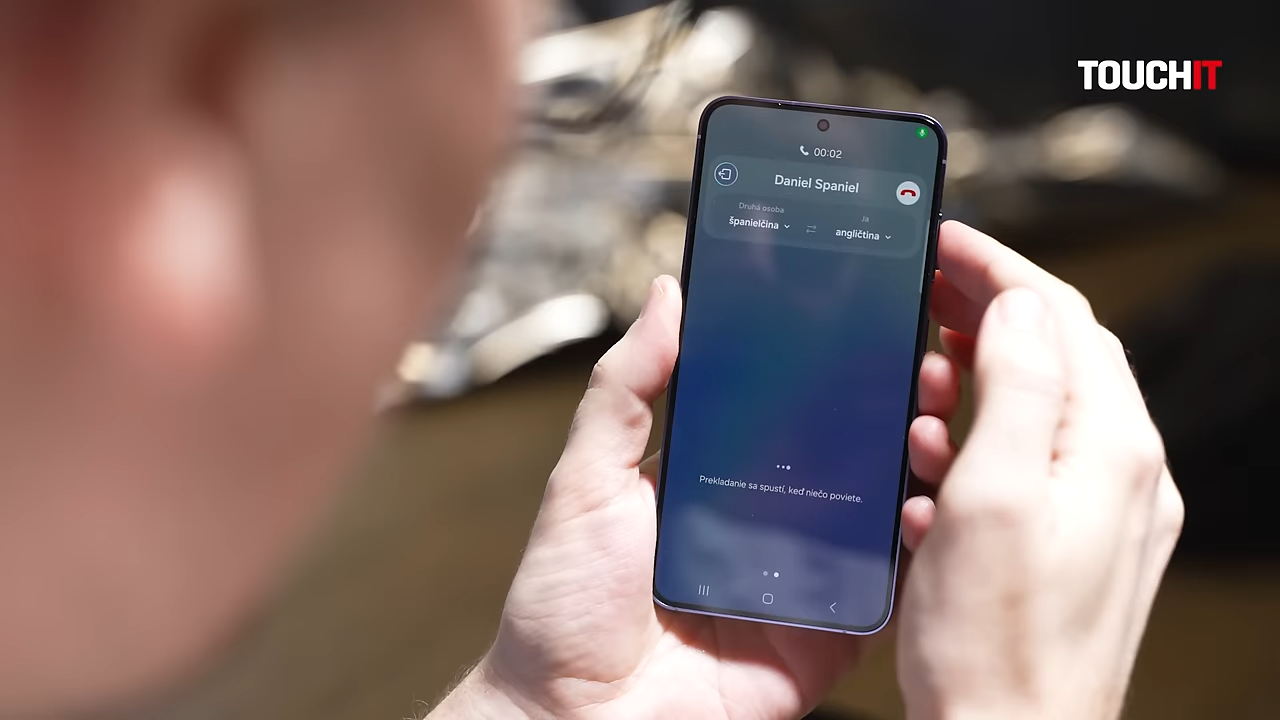 TOUCHIT
00:02
Daniel Spaniel
Druhá osoba
španielčina
Ja
angličtina
Prekladanie sa spustí, keď niečo poviete.